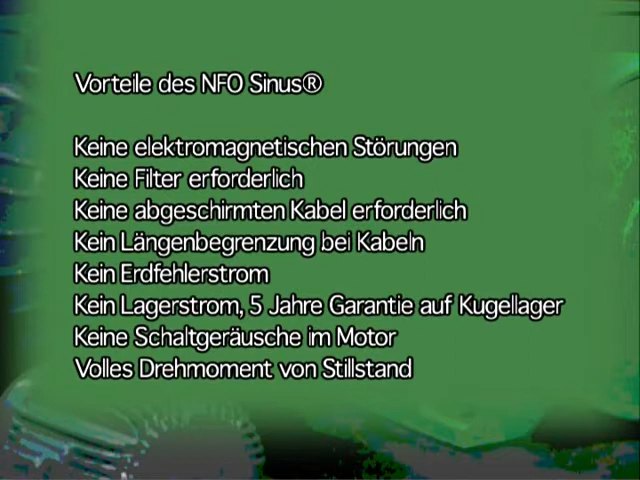 Vorteile des NFO Sinus®
Keine elektromagnetischen Störungen
Keine Filter erforderlich
Keine abgeschirmten Kabel erforderlich
Kein Längenbegrenzung bei Kabeln
Kein Erdfehlerstrom
Kein Lagerstrom, 5 Jahre Garantie auf Kugellager
Keine Schaltgeräusche im Motor
Volles Drehmoment von Stillstand